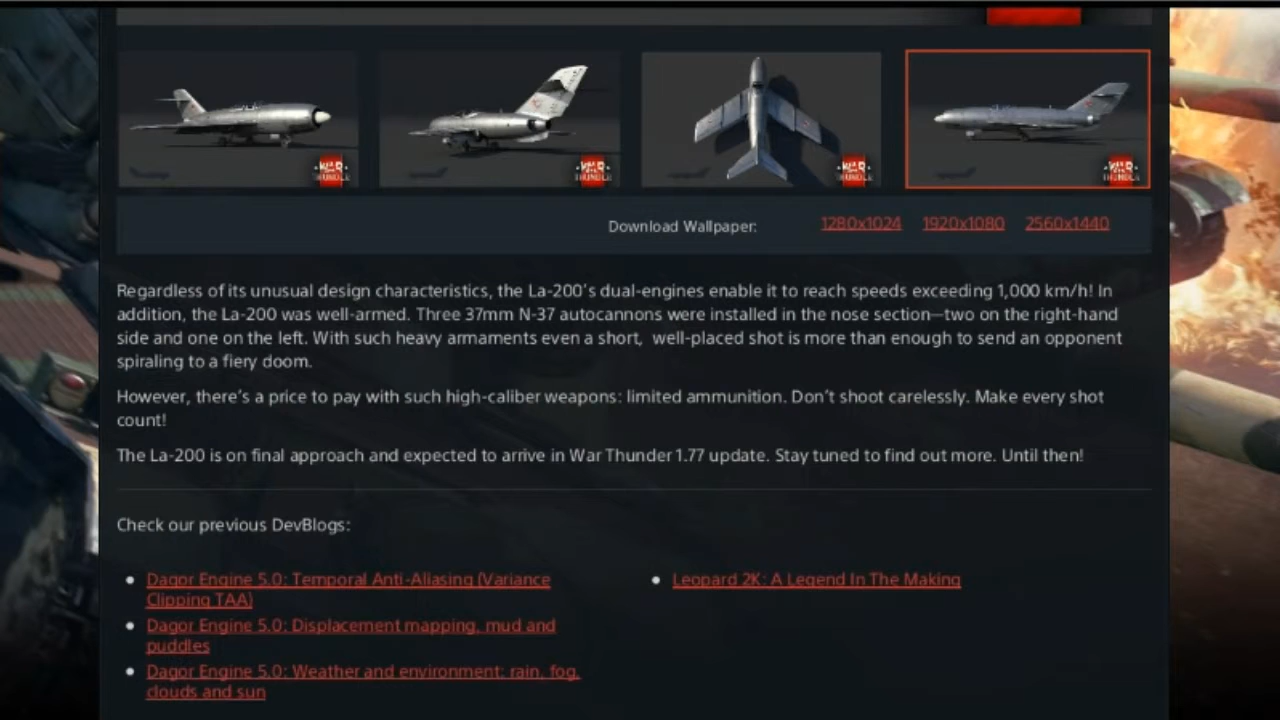 WAR THUNDER
WAR THUNDER
WAR THUNDER
WAR THUNDER
Download Wallpaper: 1280x1024 1920x1080 2560x1440
Regardless of its unusual design characteristics, the La-200's dual-engines enable it to reach speeds exceeding 1,000 km/h! In
addition, the La-200 was well-armed. Three 37mm N-37 autocannons were installed in the nose section—two on the right-hand
side and one on the left. With such heavy armaments even a short, well-placed shot is more than enough to send an opponent
spiraling to a fiery doom.
However, there's a price to pay with such high-caliber weapons: limited ammunition. Don't shoot carelessly. Make every shot
count!
The La-200 is on final approach and expected to arrive in War Thunder 1.77 update. Stay tuned to find out more. Until then!
Check our previous DevBlogs:
Dagor Engine 5.0: Temporal Anti-Aliasing (Variance
Clipping TAA)
Dagor Engine 5.0: Displacement mapping, mud and
puddles
Dagor Engine 5.0: Weather and environment: rain, fog,
clouds and sun
Leopard 2K: A Legend In The Making